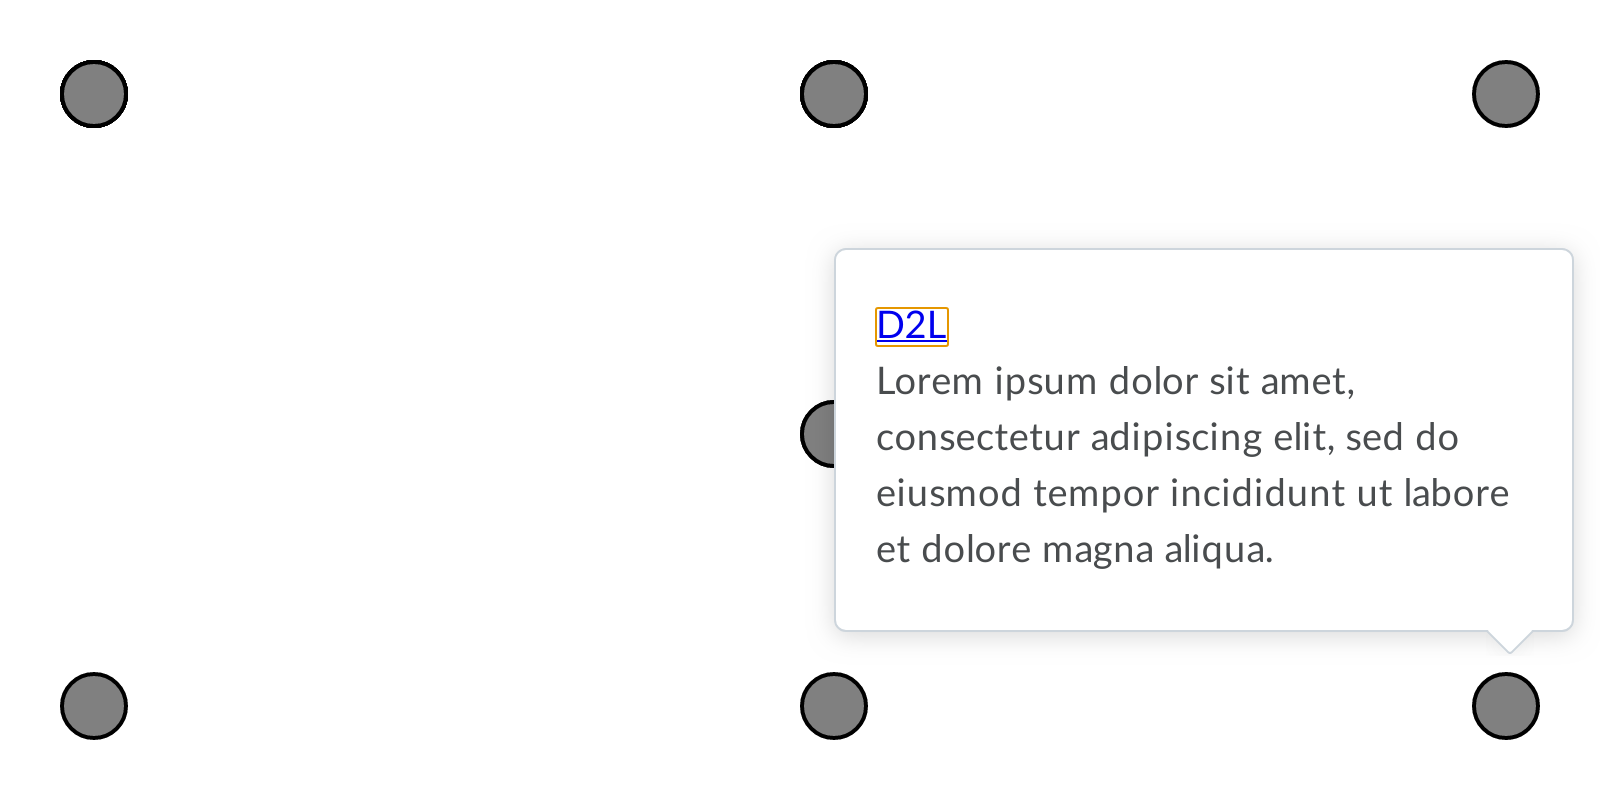 D2L
Lorem ipsum dolor sit amet,
consectetur adipiscing elit, sed do
eiusmod tempor incididunt ut labore
et dolore magna aliqua.